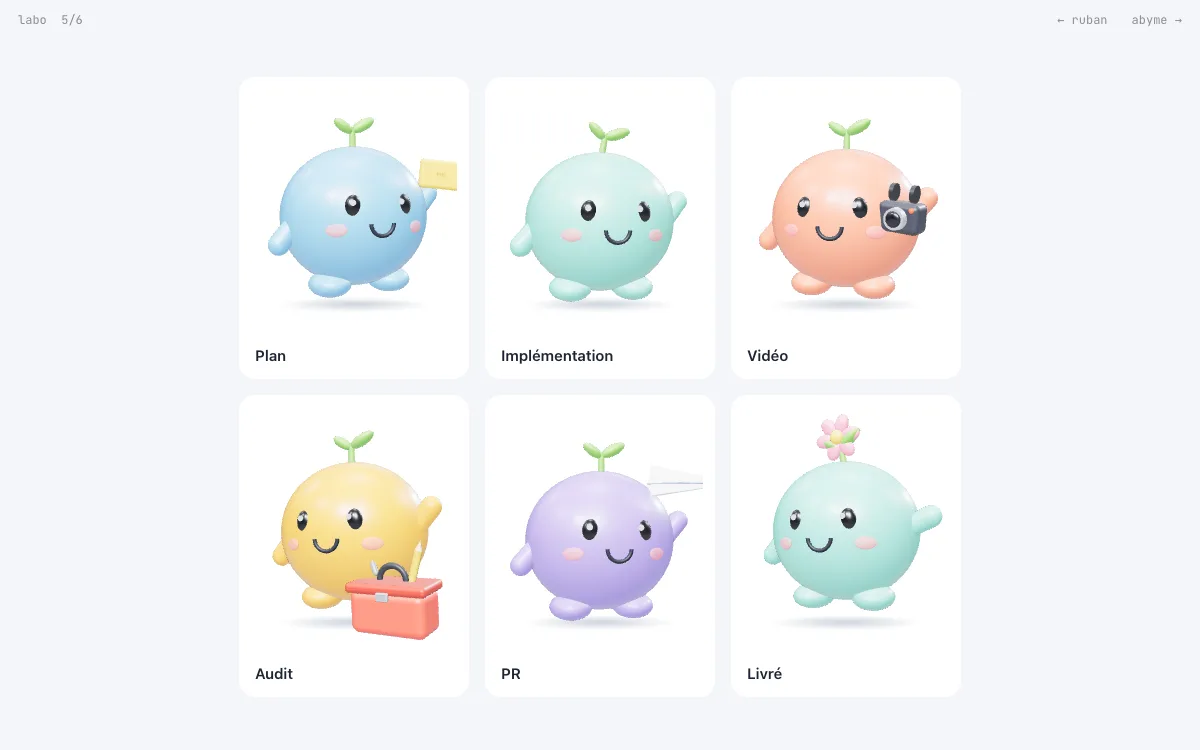 labo 5/6
← ruban abyme →
Plan
Implémentation
Vidéo
Audit
PR
Livré